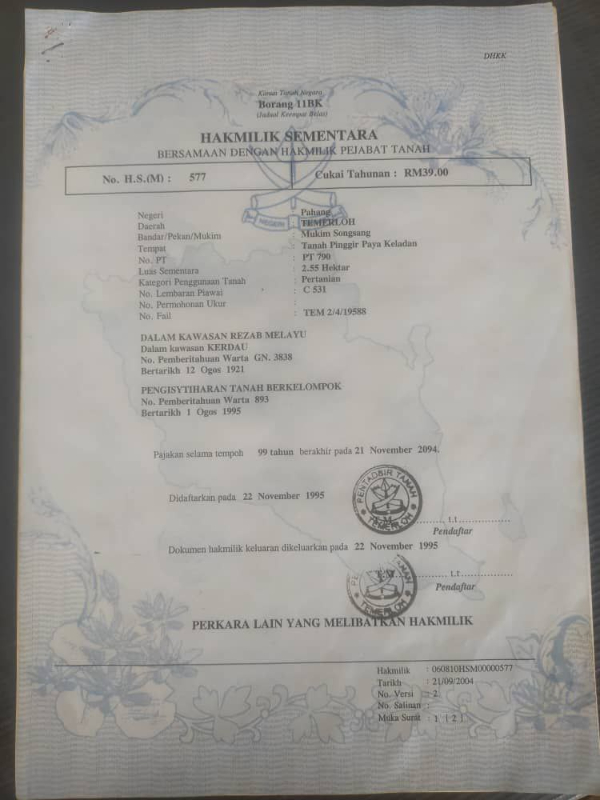 DHKK
Kanun Tanah Negara
Borang 11BK
(Jadual Keempat Belas)
HAKMILIK SEMENTARA
BERSAMAAN DENGAN HAKMILIK PEJABAT TANAH
No. H.S.(M) : 577 Cukai Tahunan : RM39.00
Negeri : Pahang
Daerah : TEMERLOH
Bandar/Pekan/Mukim : Mukim Songsang
Tempat : Tanah Pinggir Paya Keladan
No. PT : PT 790
Luas Sementara : 2.55 Hektar
Kategori Penggunaan Tanah : Pertanian
No. Lembaran Piawai : C 531
No. Permohonan Ukur :
No. Fail : TEM 2/4/19588
DALAM KAWASAN REZAB MELAYU
Dalam kawasan KERDAU
No. Pemberitahuan Warta GN. 3838
Bertarikh 12 Ogos 1921
PENGISYTIHARAN TANAH BERKELOMPOK
No. Pemberitahuan Warta 893
Bertarikh 1 Ogos 1995
Pajakan selama tempoh 99 tahun berakhir pada 21 November 2094.
PENTADBIR TANAH
TEMERLOH
Didaftarkan pada 22 November 1995
t.t
Pendaftar
Dokumen hakmilik keluaran dikeluarkan pada 22 November 1995
t.t
Pendaftar
TEMERLOH
PERKARA LAIN YANG MELIBATKAN HAKMILIK
Hakmilik : 060810HSM00000577
Tarikh : 21/09/2004
No. Versi : 2
No. Salinan :
Muka Surat : 1 [ 2 ]